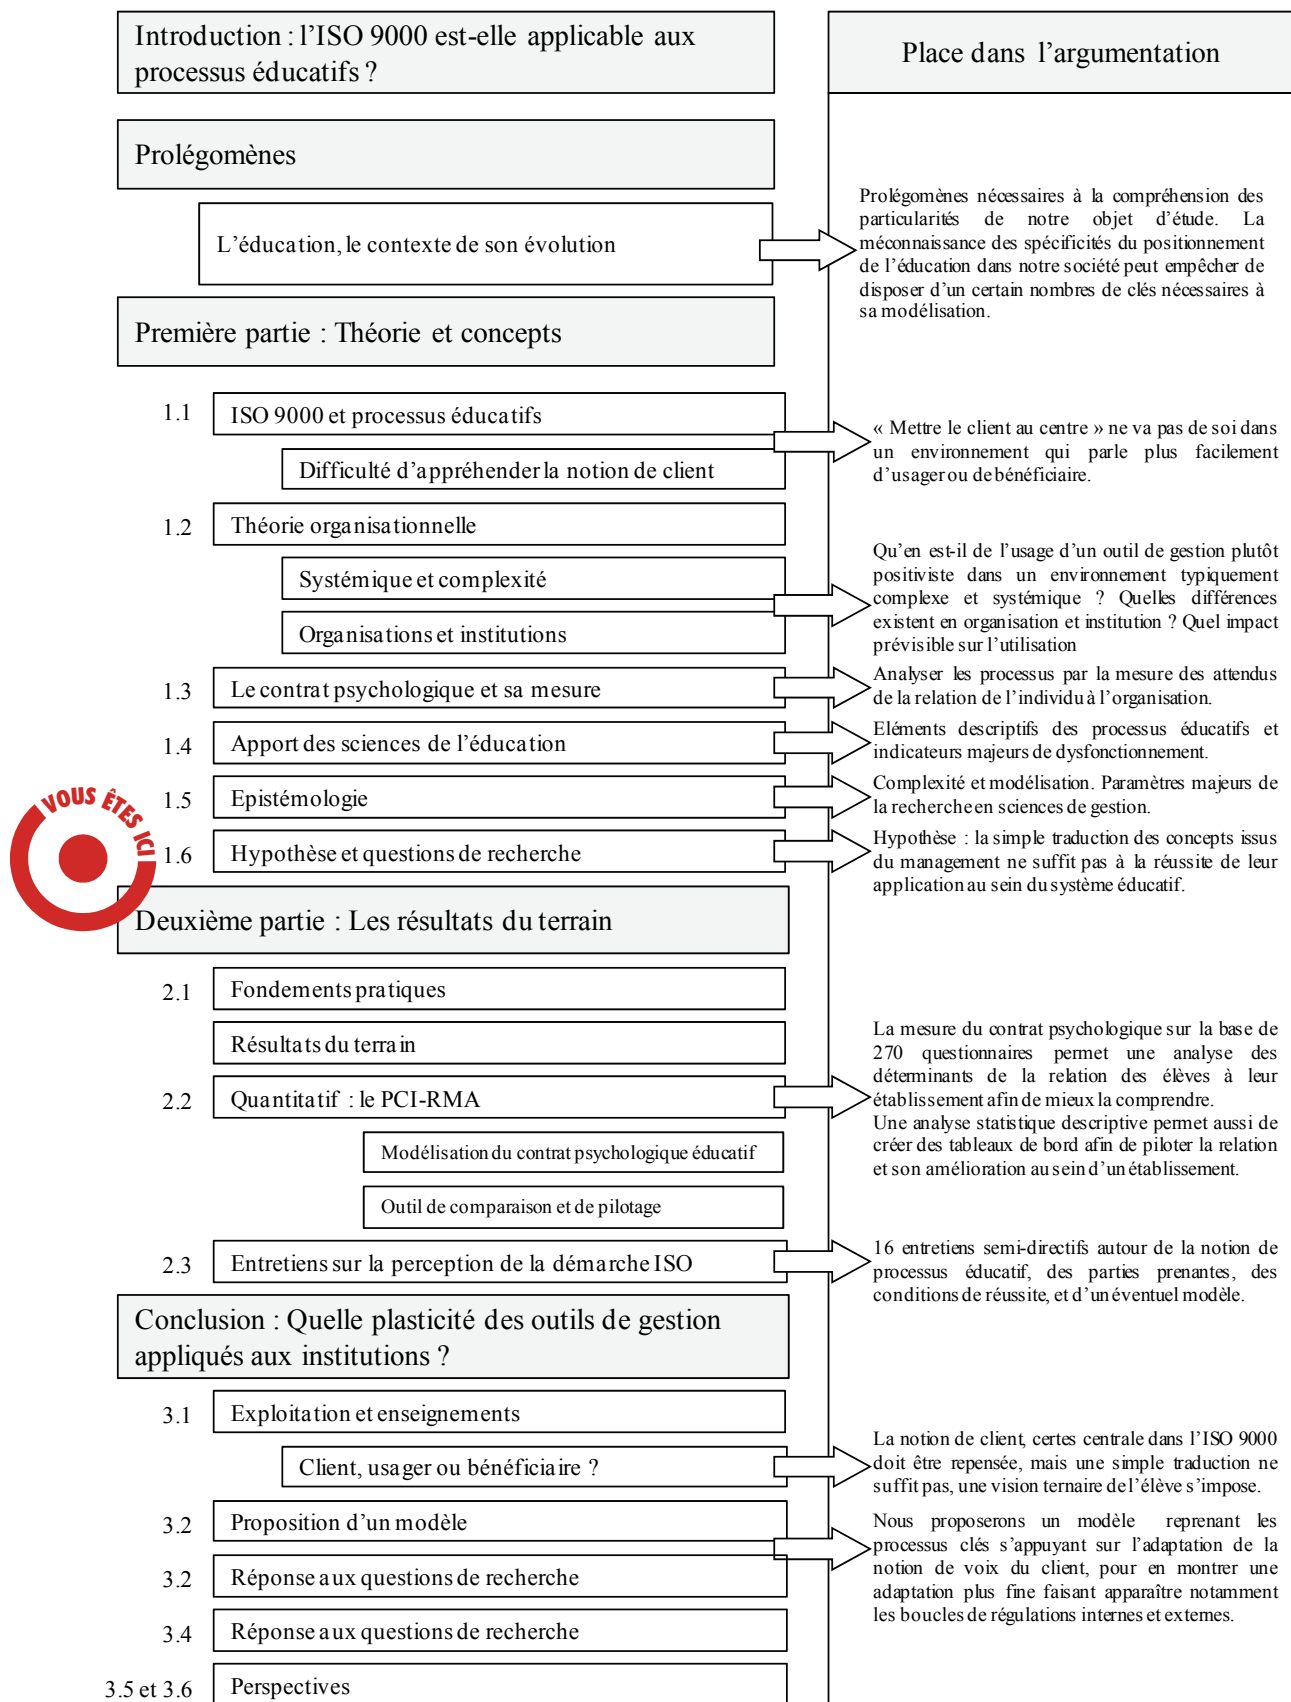 Introduction : l'ISO 9000 est-elle applicable aux
processus éducatifs ?
Place dans l'argumentation
Prolégomènes
L'éducation, le contexte de son évolution
Prolégomènes nécessaires à la compréhension des
particularités de notre objet d'étude. La
méconnaissance des spécificités du positionnement
de l'éducation dans notre société peut empêcher de
disposer d'un certain nombres de clés nécessaires à
sa modélisation.
Première partie : Théorie et concepts
1.1 ISO 9000 et processus éducatifs
Difficulté d'appréhender la notion de client
« Mettre le client au centre » ne va pas de soi dans
un environnement qui parle plus facilement
d'usager ou de bénéficiaire.
1.2 Théorie organisationnelle
Systémique et complexité
Organisations et institutions
Qu'en est-il de l'usage d'un outil de gestion plutôt
positiviste dans un environnement typiquement
complexe et systémique ? Quelles différences
existent en organisation et institution ? Quel impact
prévisible sur l'utilisation
1.3 Le contrat psychologique et sa mesure
Analyser les processus par la mesure des attendus
de la relation de l'individu à l'organisation.
1.4 Apport des sciences de l'éducation
Eléments descriptifs des processus éducatifs et
indicateurs majeurs de dysfonctionnement.
VOUS ÊTES ICI
1.5 Epistémologie
Complexité et modélisation. Paramètres majeurs de
la recherche en sciences de gestion.
1.6 Hypothèse et questions de recherche
Hypothèse : la simple traduction des concepts issus
du management ne suffit pas à la réussite de leur
application au sein du système éducatif.
Deuxième partie : Les résultats du terrain
2.1 Fondements pratiques
Résultats du terrain
2.2 Quantitatif : le PCI-RMA
Modélisation du contrat psychologique éducatif
Outil de comparaison et de pilotage
La mesure du contrat psychologique sur la base de
270 questionnaires permet une analyse des
déterminants de la relation des élèves à leur
établissement afin de mieux la comprendre.
Une analyse statistique descriptive permet aussi de
créer des tableaux de bord afin de piloter la relation
et son amélioration au sein d'un établissement.
2.3 Entretiens sur la perception de la démarche ISO
16 entretiens semi-directifs autour de la notion de
processus éducatif, des parties prenantes, des
conditions de réussite, et d'un éventuel modèle.
Conclusion : Quelle plasticité des outils de gestion
appliqués aux institutions ?
3.1 Exploitation et enseignements
Client, usager ou bénéficiaire ?
La notion de client, certes centrale dans l'ISO 9000
doit être repensée, mais une simple traduction ne
suffit pas, une vision ternaire de l'élève s'impose.
3.2 Proposition d'un modèle
3.2 Réponse aux questions de recherche
Nous proposerons un modèle reprenant les
processus clés s'appuyant sur l'adaptation de la
notion de voix du client, pour en montrer une
adaptation plus fine faisant apparaître notamment
les boucles de régulations internes et externes.
3.4 Réponse aux questions de recherche
3.5 et 3.6 Perspectives